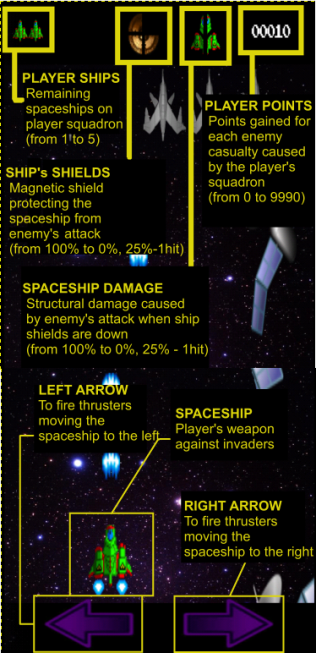 00010
PLAYER SHIPS
Remaining
spaceships on
player squadron
(from 1 to 5)
PLAYER POINTS
Points gained for
each enemy
casualty caused
by the player's
squadron
(from 0 to 9990)
SHIP's SHIELDS
Magnetic shield
protecting the
spaceship from
enemy's attack
(from 100% to 0%, 25%-1hit)
SPACESHIP DAMAGE
Structural damage caused
by enemy's attack when ship
shields are down
(from 100% to 0%, 25% - 1hit)
LEFT ARROW
To fire thrusters
moving the
spaceship to the left
SPACESHIP
Player's weapon
against invaders
RIGHT ARROW
To fire thrusters
moving the
spaceship to the right